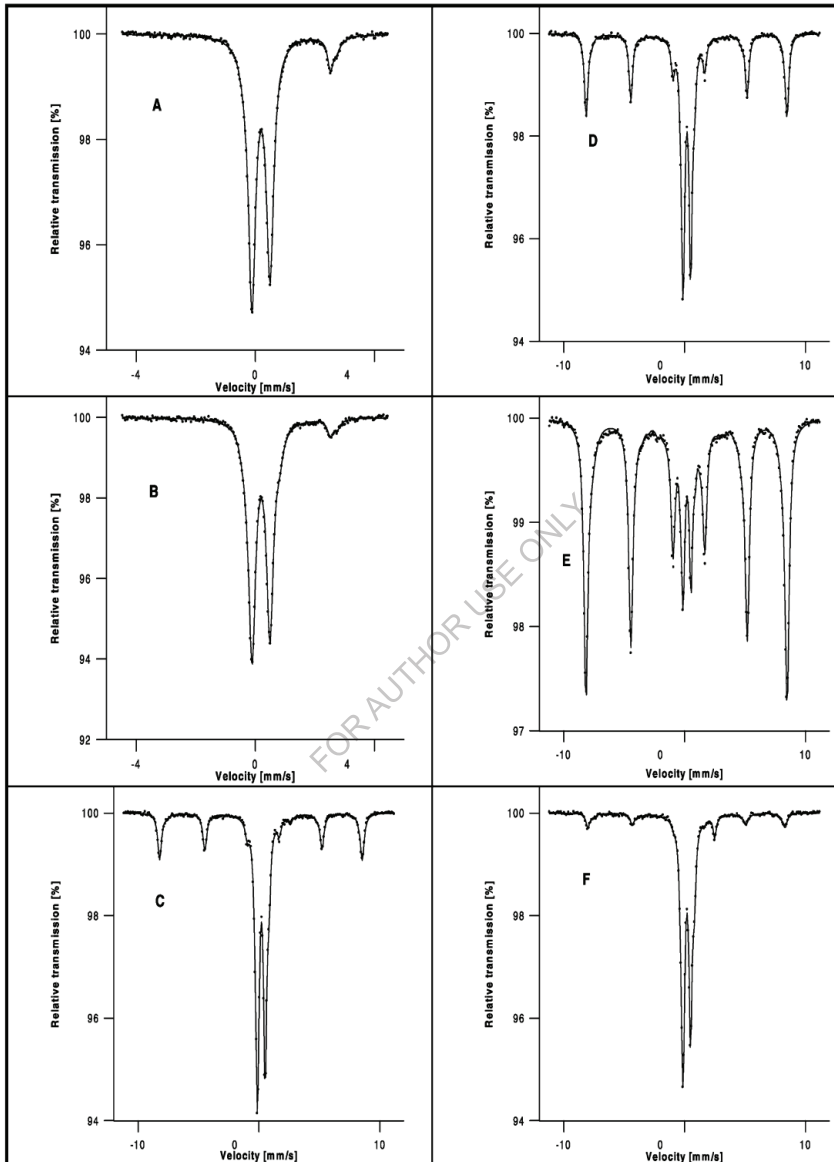 100
98
96
94
Relative transmission [%]
A
-4
0
4
Velocity [mm/s]
100
98
96
94
Relative transmission [%]
D
-10
0
10
Velocity [mm/s]
100
98
96
94
92
Relative transmission [%]
B
-4
0
4
Velocity [mm/s]
100
99
98
97
Relative transmission [%]
E
-10
0
10
Velocity [mm/s]
100
98
96
94
Relative transmission [%]
C
-10
0
10
Velocity [mm/s]
100
98
96
94
Relative transmission [%]
F
-10
0
10
Velocity [mm/s]
FOR AUTHOR USE ONLY